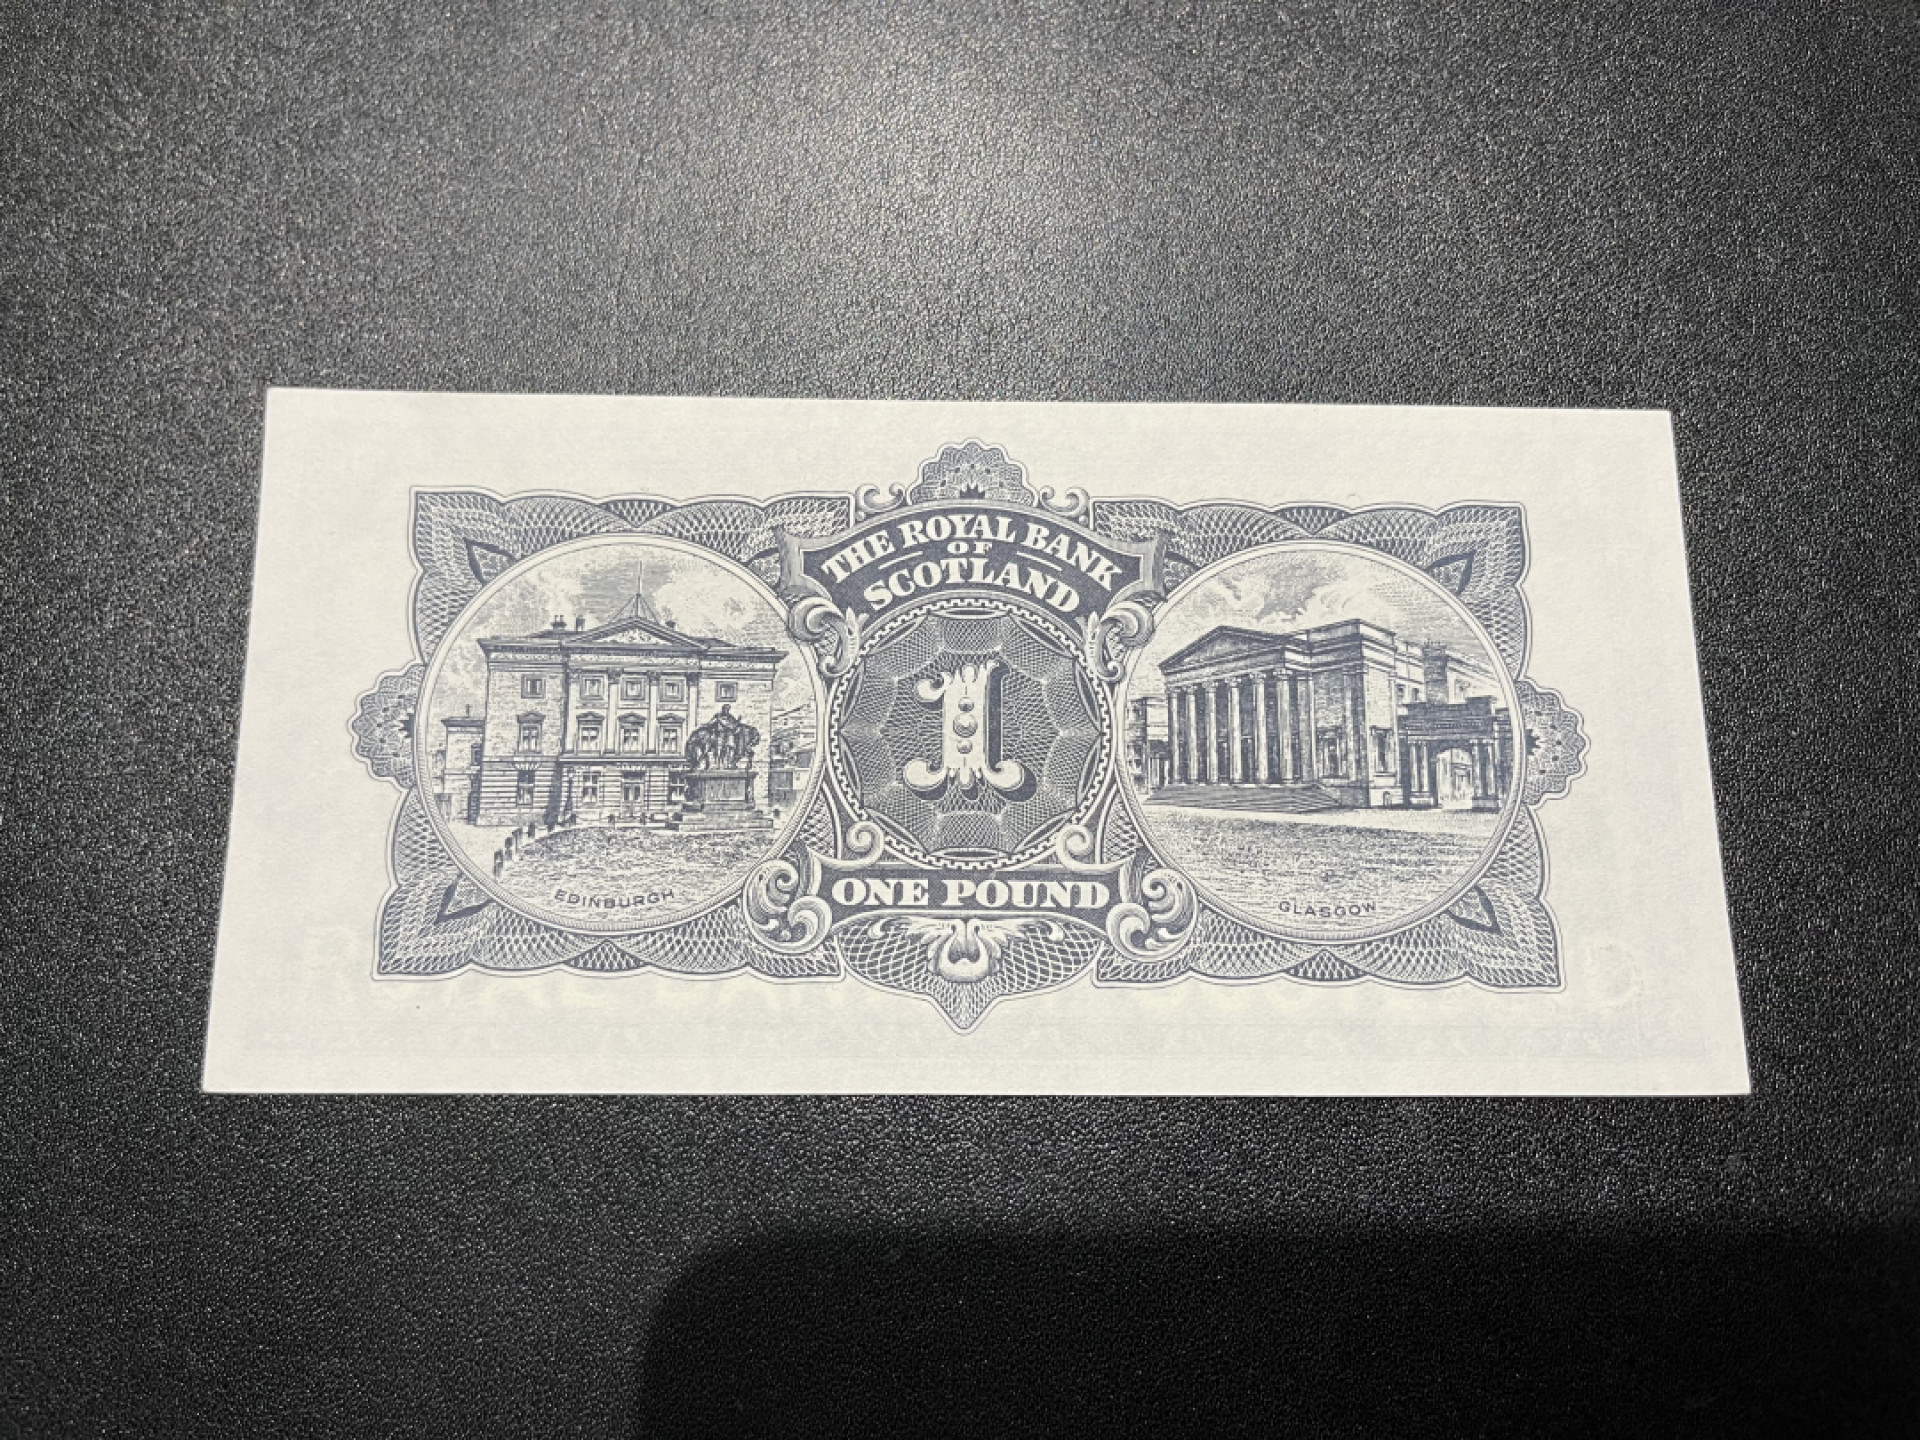 THE ROYAL BANK
OF
SCOTLAND
1
EDINBURGH
ONE POUND
GLASGOW